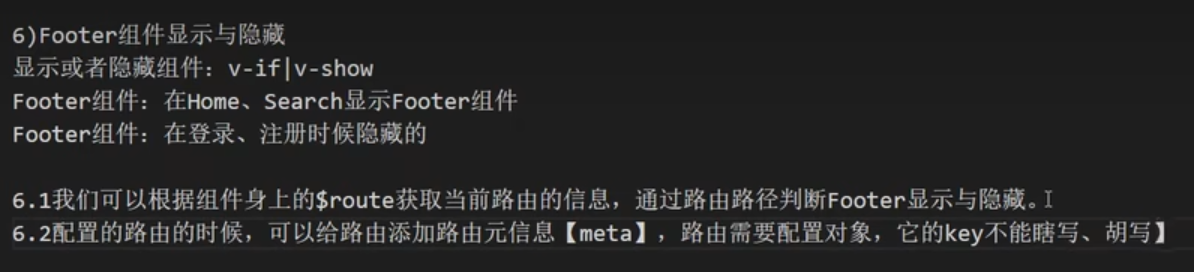 6)Footer组件显示与隐藏
显示或者隐藏组件：v-if|v-show
Footer组件：在Home、Search显示Footer组件
Footer组件：在登录、注册时候隐藏的
6.1我们可以根据组件身上的$route获取当前路由的信息，通过路由路径判断Footer显示与隐藏。
6.2配置的路由的时候，可以给路由添加路由元信息【meta】，路由需要配置对象，它的key不能瞎写、胡写】